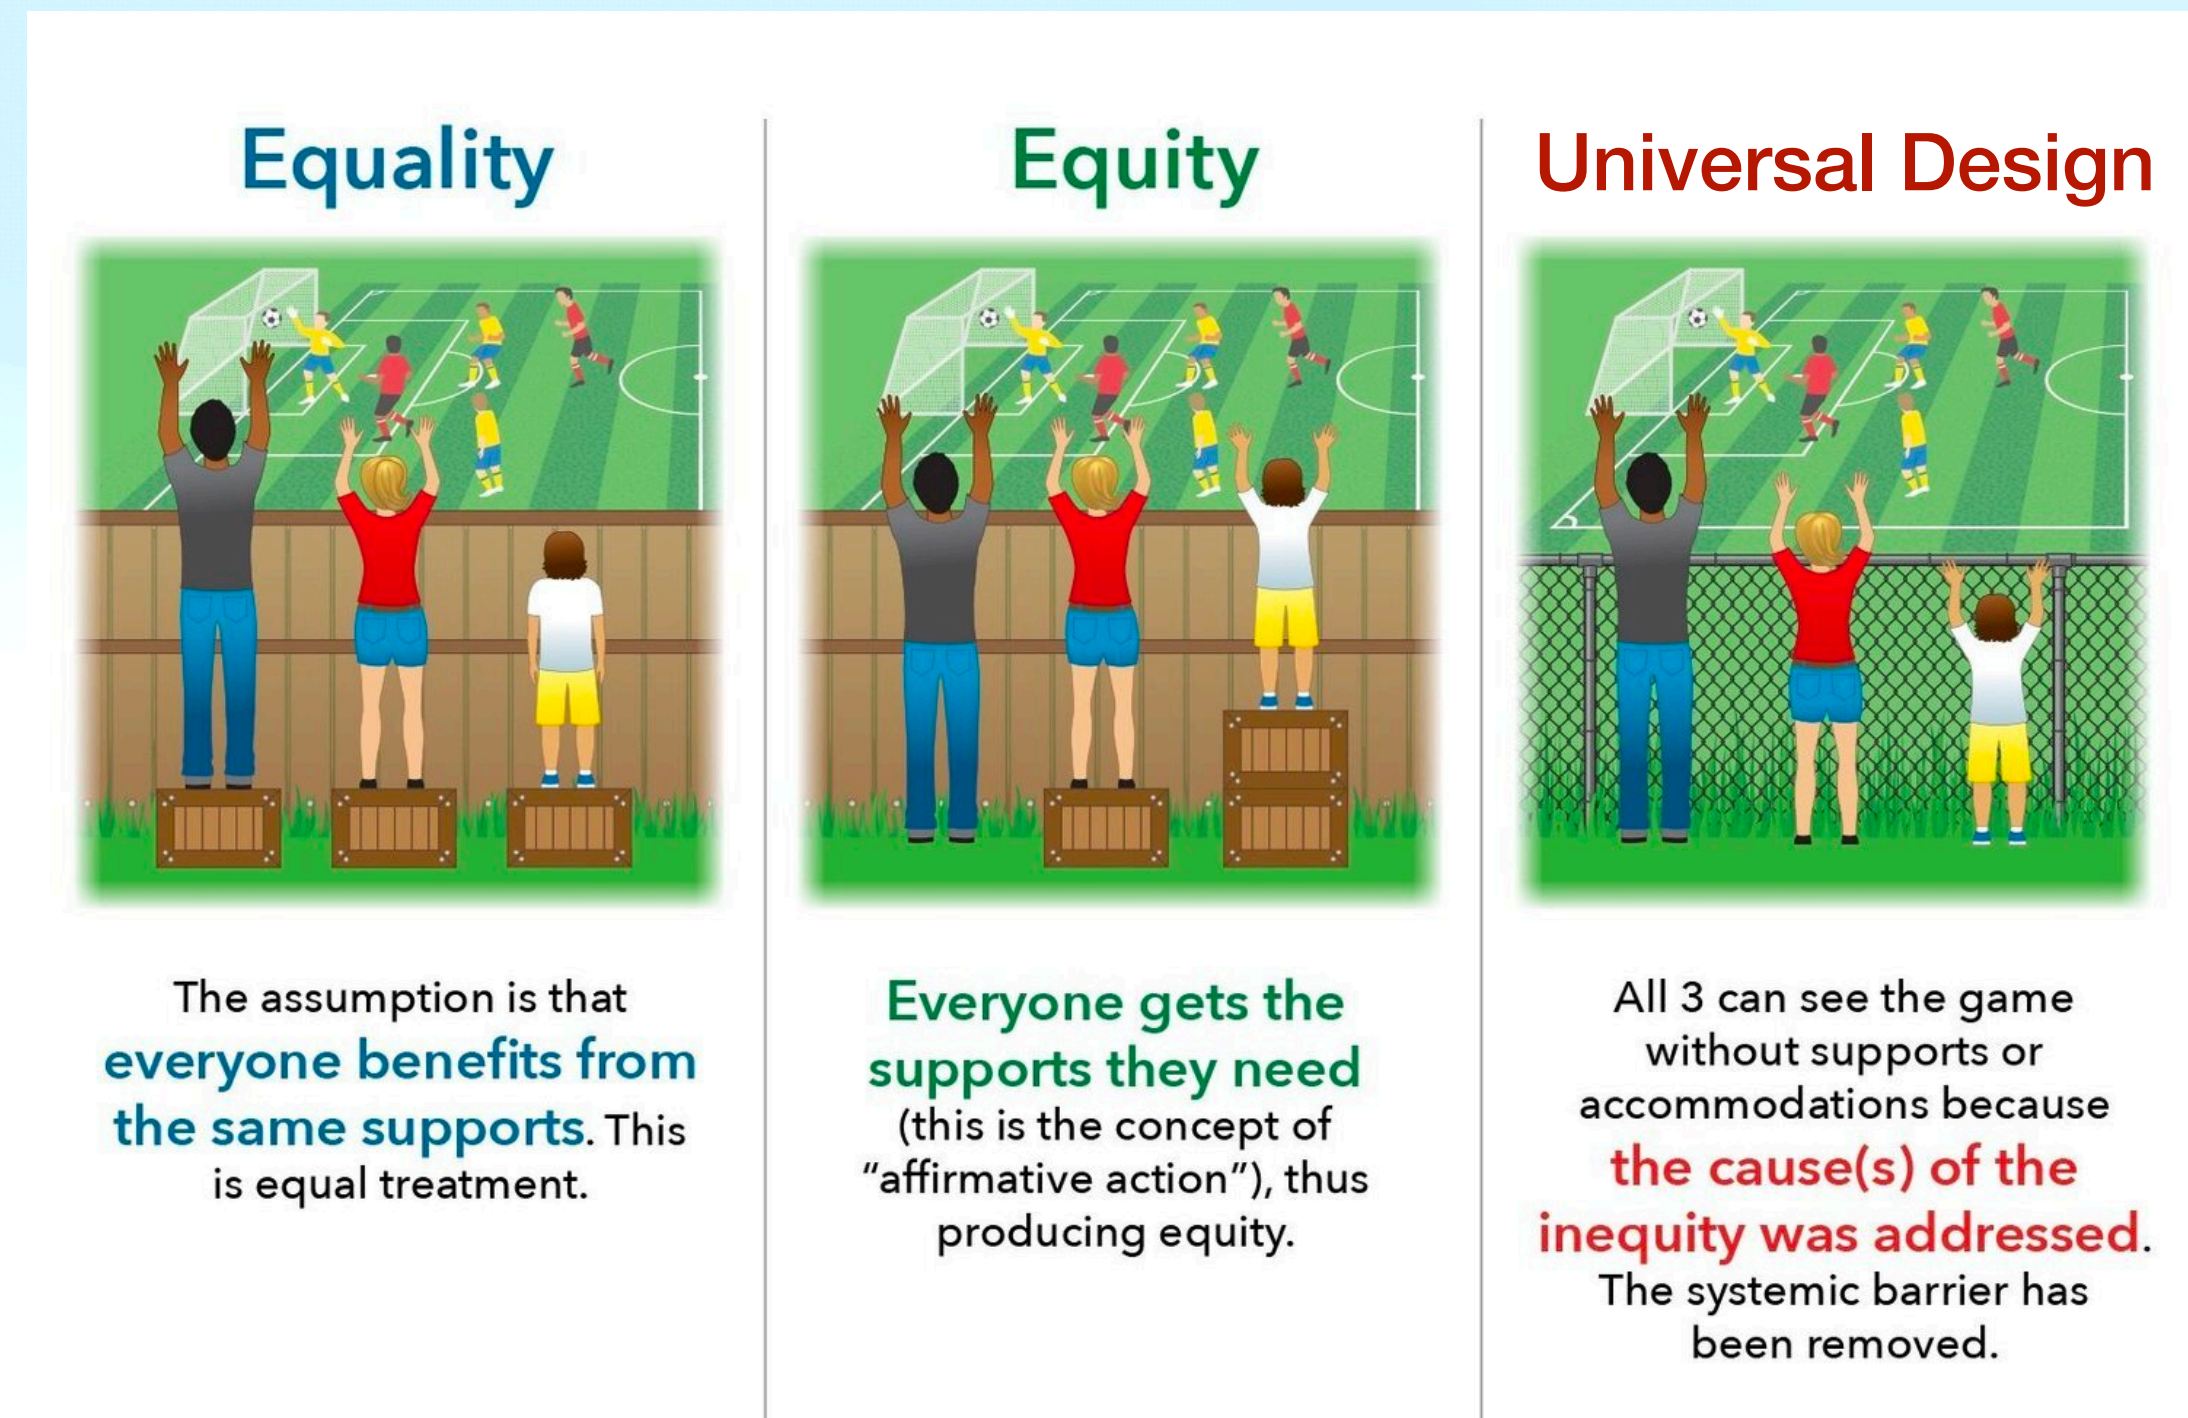 Equality
The assumption is that
everyone benefits from
the same supports. This
is equal treatment.
Equity
Everyone gets the
supports they need
(this is the concept of
“affirmative action”), thus
producing equity.
Universal Design
All 3 can see the game
without supports or
accommodations because
the cause(s) of the
inequity was addressed.
The systemic barrier has
been removed.